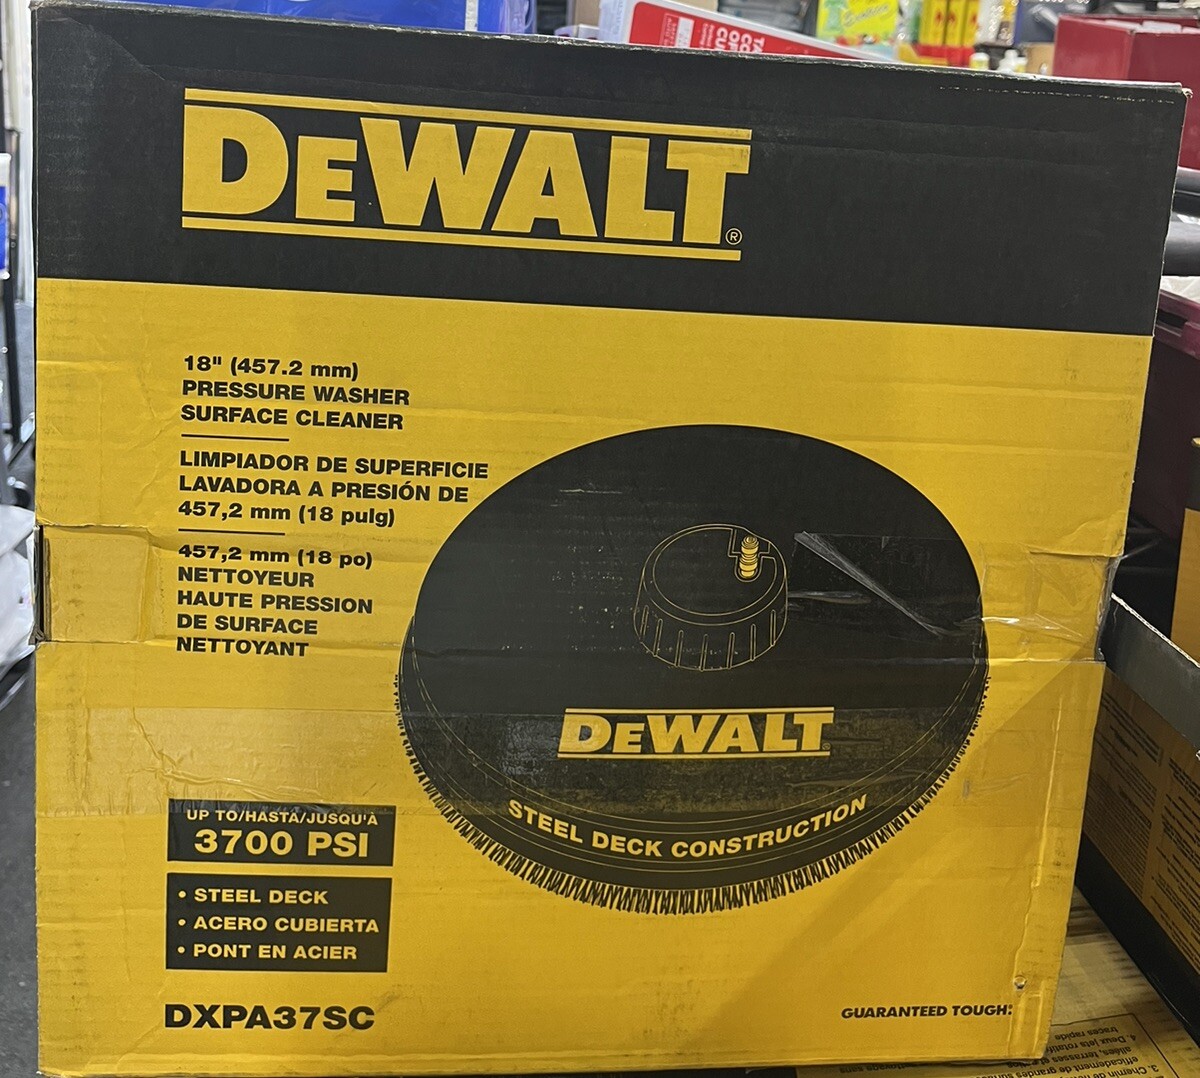 DEWALT®
18" (457.2 mm)
PRESSURE WASHER
SURFACE CLEANER
LIMPIADOR DE SUPERFICIE
LAVADORA A PRESIÓN DE
457,2 mm (18 pulg)
457,2 mm (18 po)
NETTOYEUR
HAUTE PRESSION
DE SURFACE
NETTOYANT
DEWALT®
STEEL DECK CONSTRUCTION
UP TO/HASTA/JUSQU'À
3700 PSI
• STEEL DECK
• ACERO CUBIERTA
• PONT EN ACIER
DXPA37SC
GUARANTEED TOUGH.®